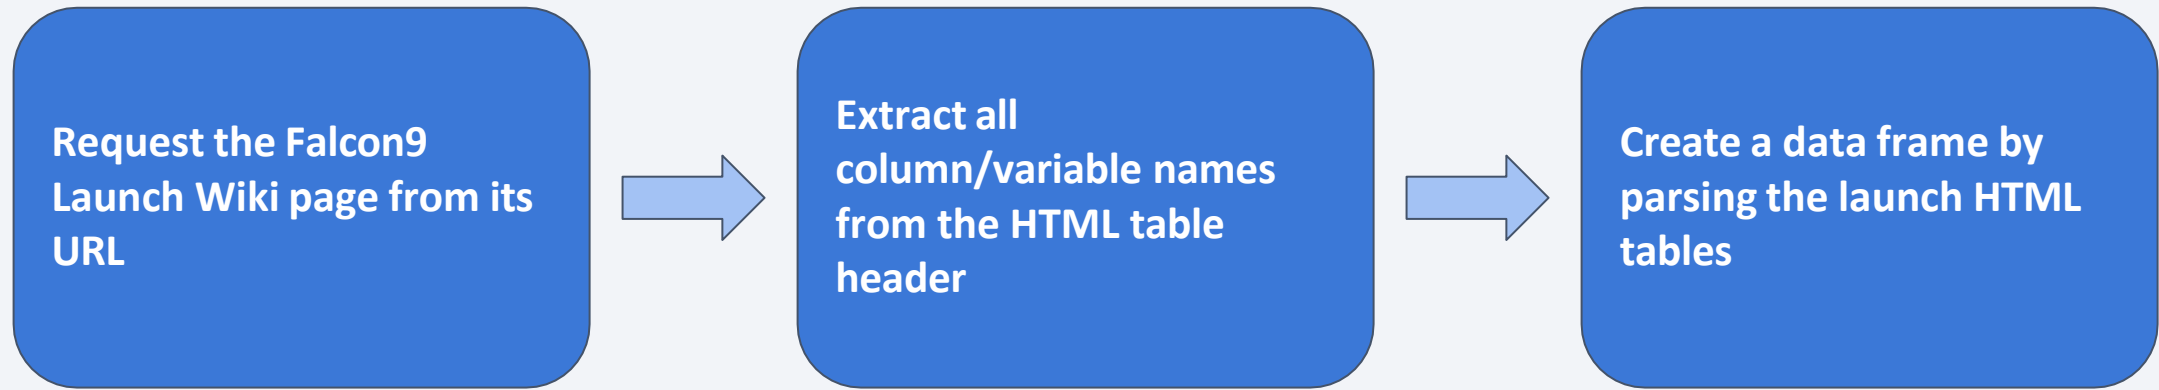 Request the Falcon9
Launch Wiki page from its
URL
Extract all
column/variable names
from the HTML table
header
Create a data frame by
parsing the launch HTML
tables